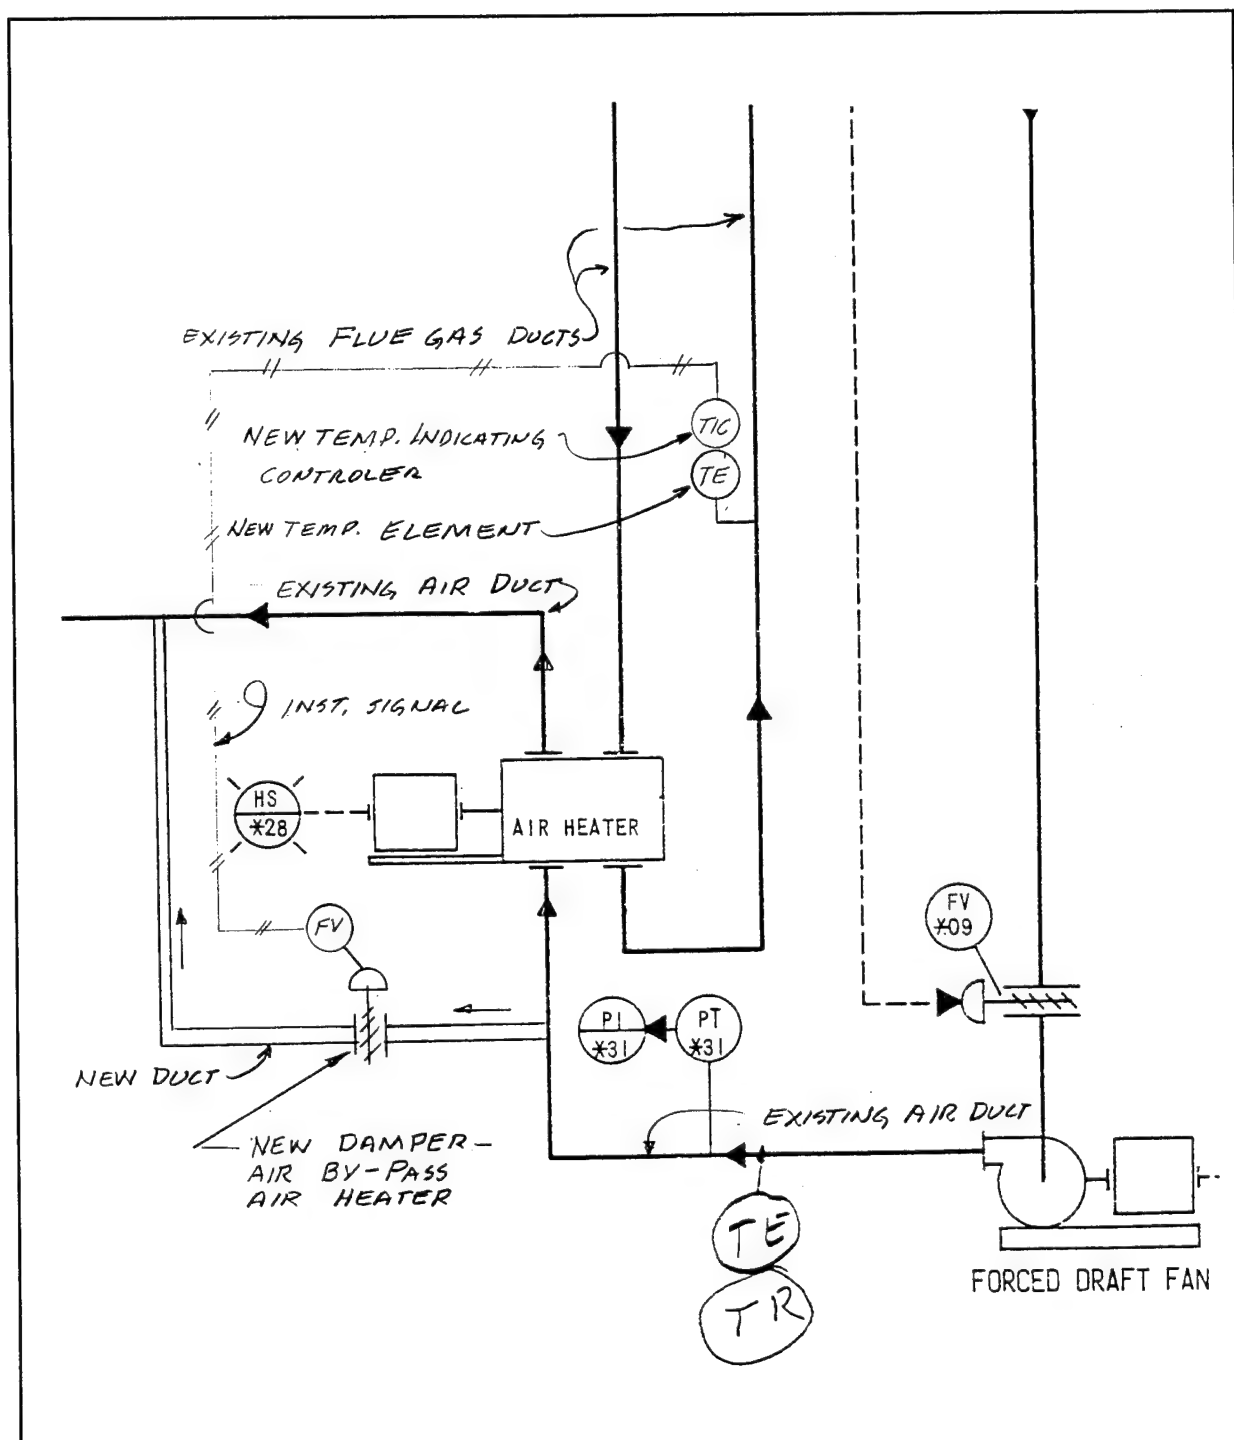 EXISTING FLUE GAS DUCTS
TIC
NEW TEMP. INDICATING
CONTROLER
TE
NEW TEMP. ELEMENT
EXISTING AIR DUCT
INST. SIGNAL
HS
*28
AIR HEATER
FV
FV
*09
PI
*31
PT
*31
NEW DUCT
EXISTING AIR DUCT
NEW DAMPER-
AIR BY-PASS
AIR HEATER
TE
TR
FORCED DRAFT FAN